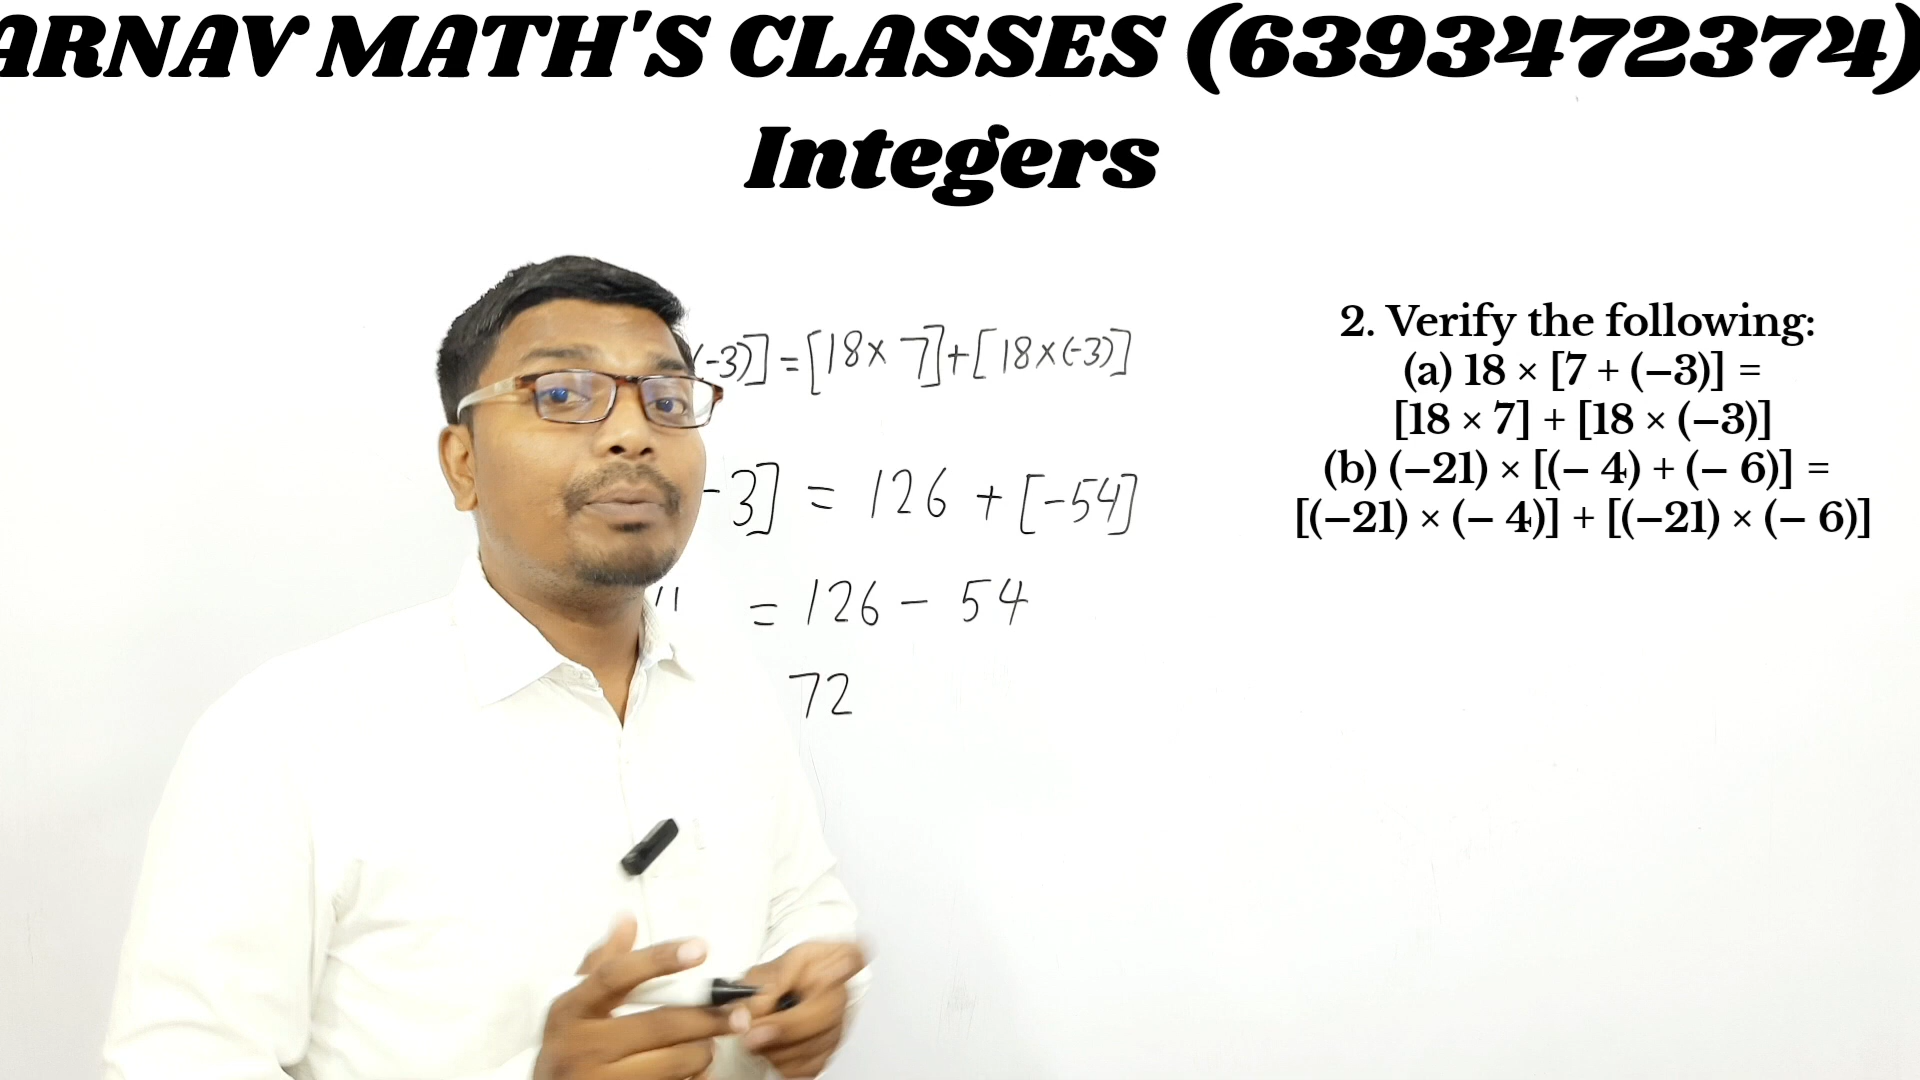 ARNAV MATH'S CLASSES (6393472374)
Integers
(-3)] = [18 × 7] + [18 × (-3)]
-3] = 126 + [-54]
" = 126 - 54
72
2. Verify the following:
(a) 18 × [7 + (−3)] =
[18 × 7] + [18 × (−3)]
(b) (−21) × [(− 4) + (− 6)] =
[(−21) × (− 4)] + [(−21) × (− 6)]